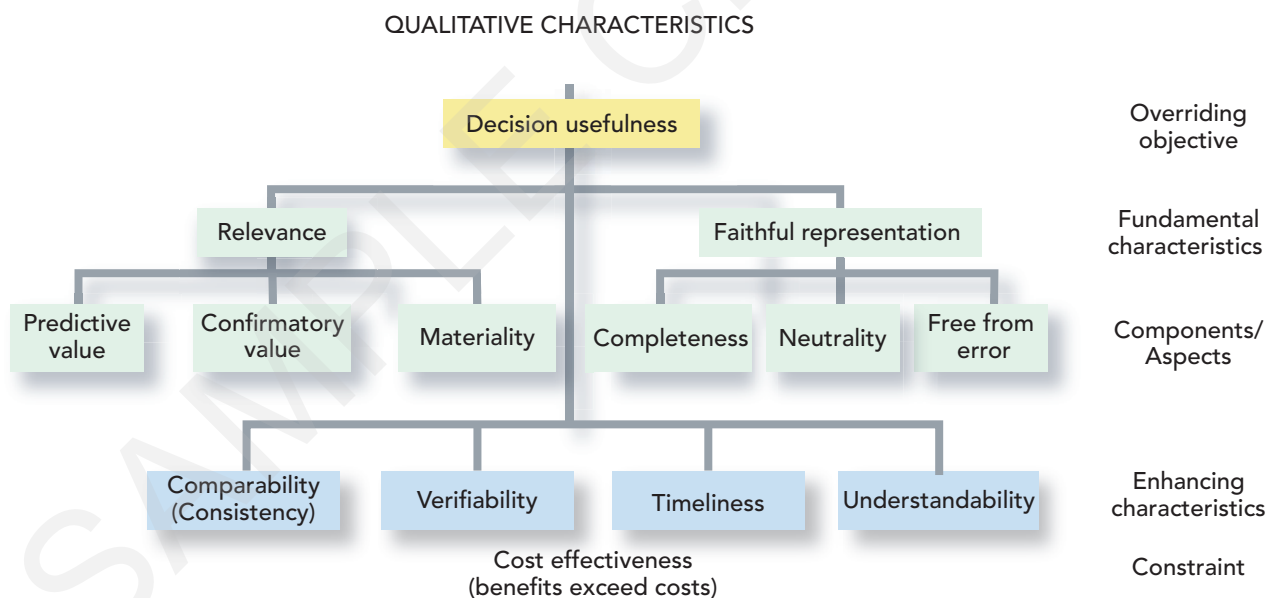 QUALITATIVE CHARACTERISTICS
Decision usefulness
Overriding
objective
Relevance
Faithful representation
Fundamental
characteristics
Predictive
value
Confirmatory
value
Materiality
Completeness
Neutrality
Free from
error
Components/
Aspects
Comparability
(Consistency)
Verifiability
Timeliness
Understandability
Enhancing
characteristics
Cost effectiveness
(benefits exceed costs)
Constraint
SAMPLE